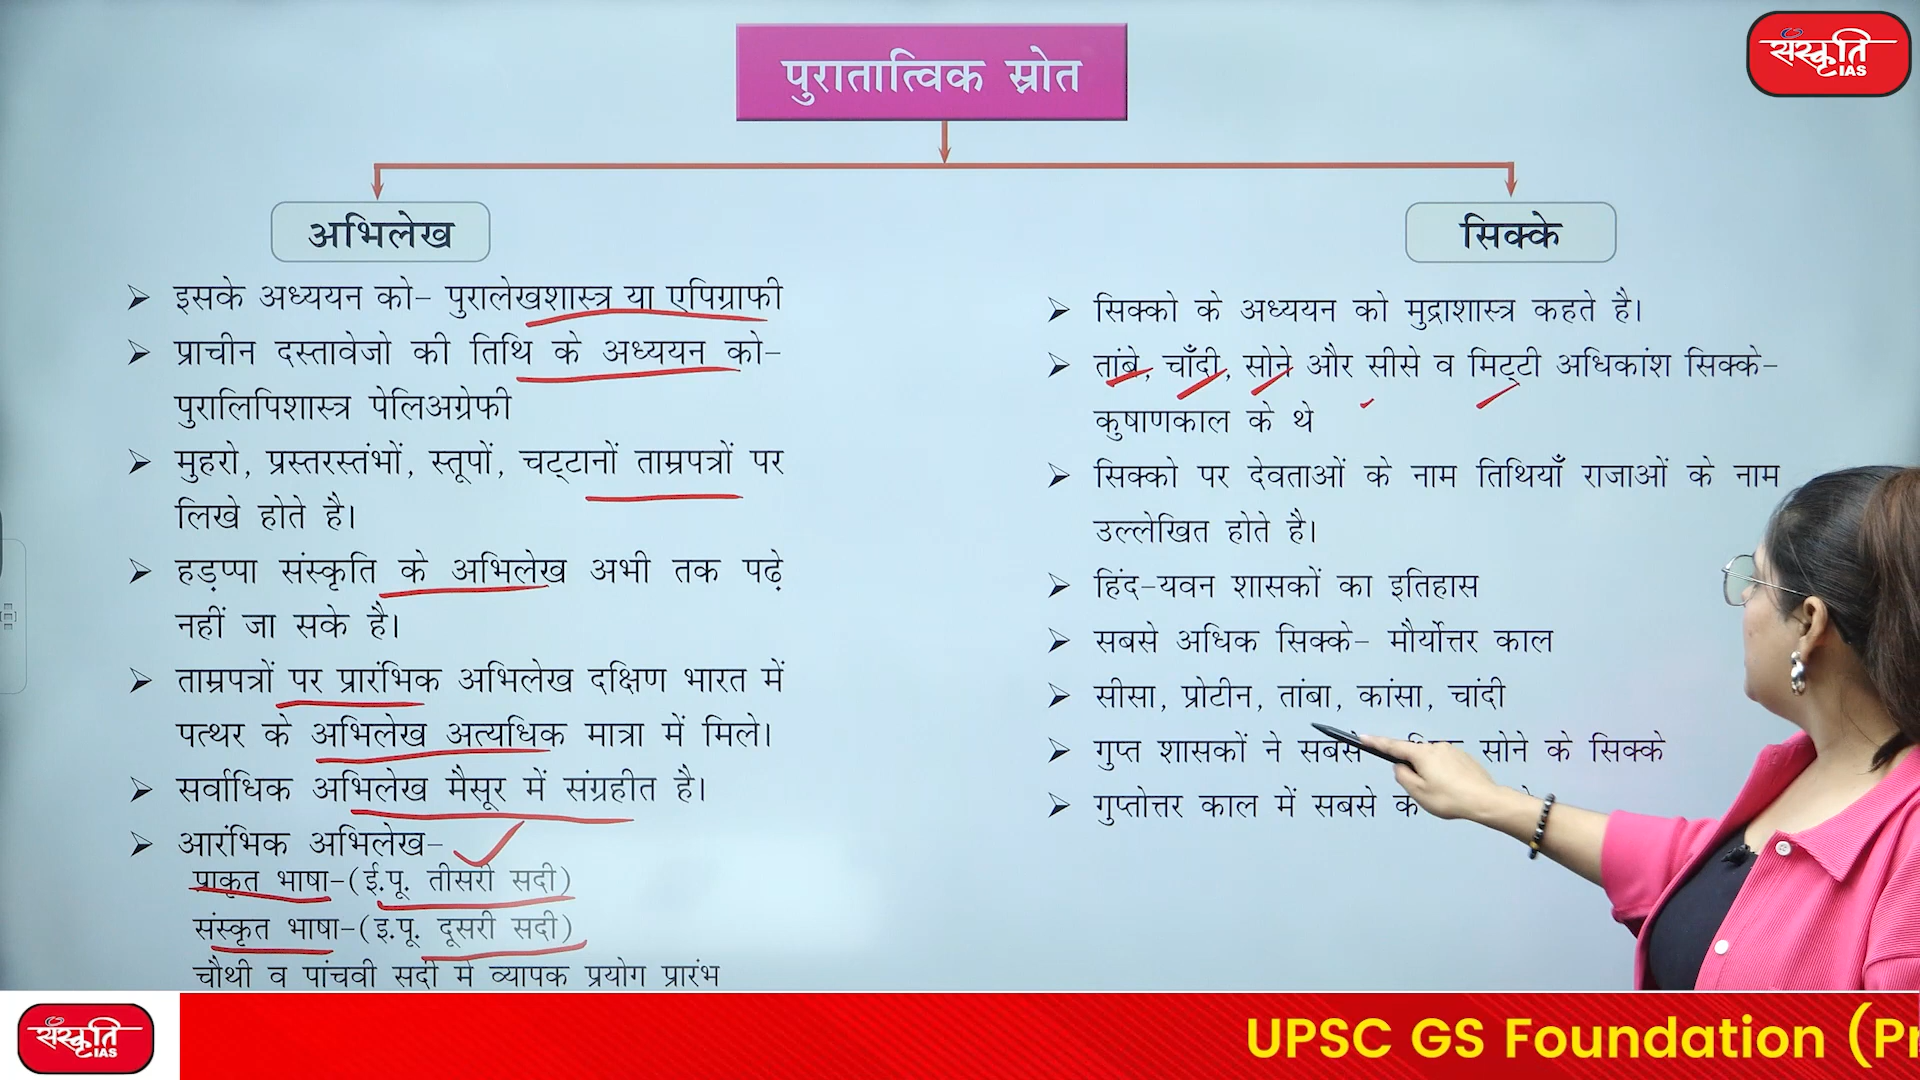 पुरातात्विक स्रोत
संस्कृति
IAS
अभिलेख
इसके अध्ययन को- पुरालेखशास्त्र या एपिग्राफी
प्राचीन दस्तावेजो की तिथि के अध्ययन को-
पुरालिपिशास्त्र पेलिअग्रेफी
मुहरो, प्रस्तरस्तंभों, स्तूपों, चट्टानों ताम्रपत्रों पर
लिखे होते है।
हड़प्पा संस्कृति के अभिलेख अभी तक पढ़े
नहीं जा सके है।
ताम्रपत्रों पर प्रारंभिक अभिलेख दक्षिण भारत में
पत्थर के अभिलेख अत्यधिक मात्रा में मिले।
सर्वाधिक अभिलेख मैसूर में संग्रहीत है।
आरंभिक अभिलेख-
प्राकृत भाषा-(ई.पू. तीसरी सदी)
संस्कृत भाषा-(इ.पू. दूसरी सदी)
चौथी व पांचवी सदी में व्यापक प्रयोग प्रारंभ
सिक्के
सिक्को के अध्ययन को मुद्राशास्त्र कहते है।
तांबे, चाँदी, सोने और सीसे व मिट्टी अधिकांश सिक्के-
कुषाणकाल के थे
सिक्को पर देवताओं के नाम तिथियाँ राजाओं के नाम
उल्लेखित होते है।
हिंद-यवन शासकों का इतिहास
सबसे अधिक सिक्के- मौर्योत्तर काल
सीसा, प्रोटीन, तांबा, कांसा, चांदी
गुप्त शासकों ने सबसे सोने के सिक्के
गुप्तोत्तर काल में सबसे
संस्कृति
IAS
UPSC GS Foundation (Pr